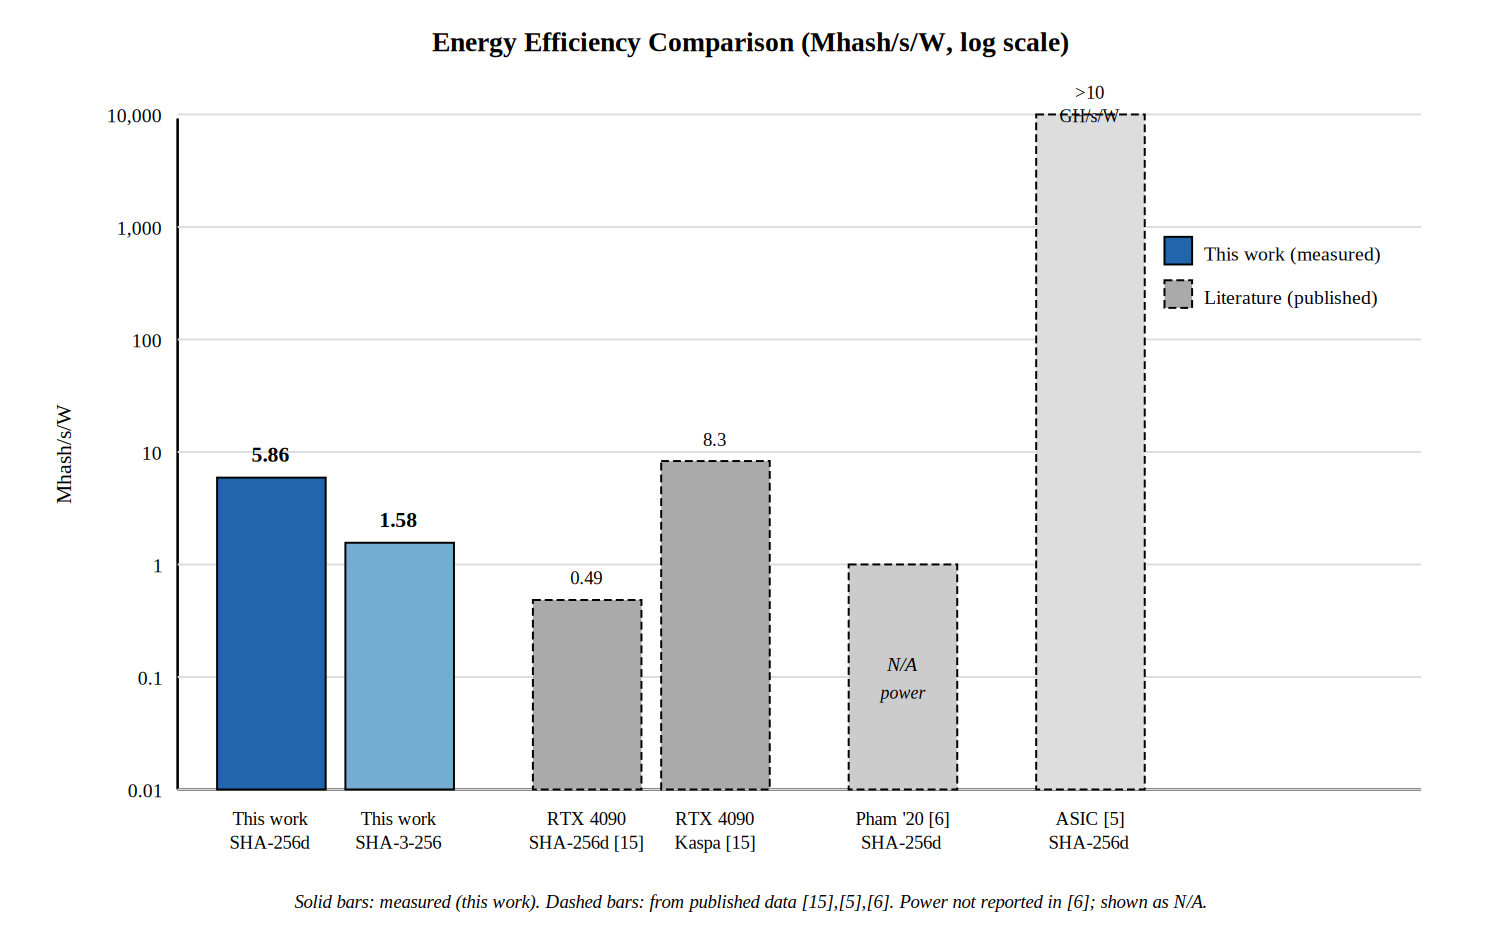 Energy Efficiency Comparison (Mhash/s/W, log scale)
>10
GH/s/W
10,000
1,000
This work (measured)
Literature (published)
100
Mhash/s/W
10
5.86
8.3
1.58
1
0.49
0.1
N/A
power
0.01
This work
SHA-256d
This work
SHA-3-256
RTX 4090
SHA-256d [15]
RTX 4090
Kaspa [15]
Pham '20 [6]
SHA-256d
ASIC [5]
SHA-256d
Solid bars: measured (this work). Dashed bars: from published data [15],[5],[6]. Power not reported in [6]; shown as N/A.